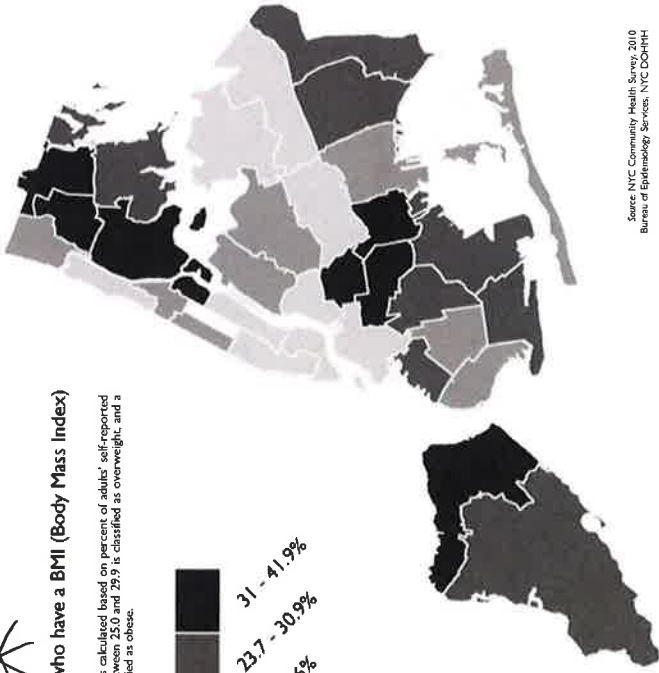 who have a BMI (Body Mass Index)
calculated based on percent of adults' self-reported
between 25.0 and 29.9 is classified as overweight, and a
as obese.
31 - 41.9%
23.7 - 30.9%
Source: NYC Community Health Survey, 2010
Bureau of Epidemiology Services, NYC DOHMH